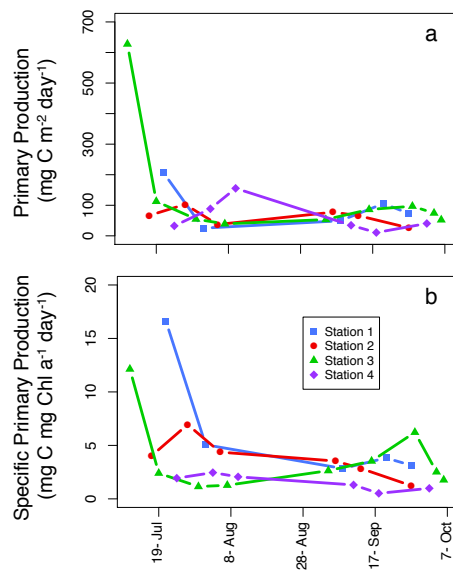 a
Primary Production
(mg C m⁻² day⁻¹)
700
500
300
100
0
b
Specific Primary Production
(mg C mg Chl a⁻¹ day⁻¹)
20
15
10
5
0
Station 1
Station 2
Station 3
Station 4
19- Jul
8- Aug
28- Aug
17- Sep
7- Oct